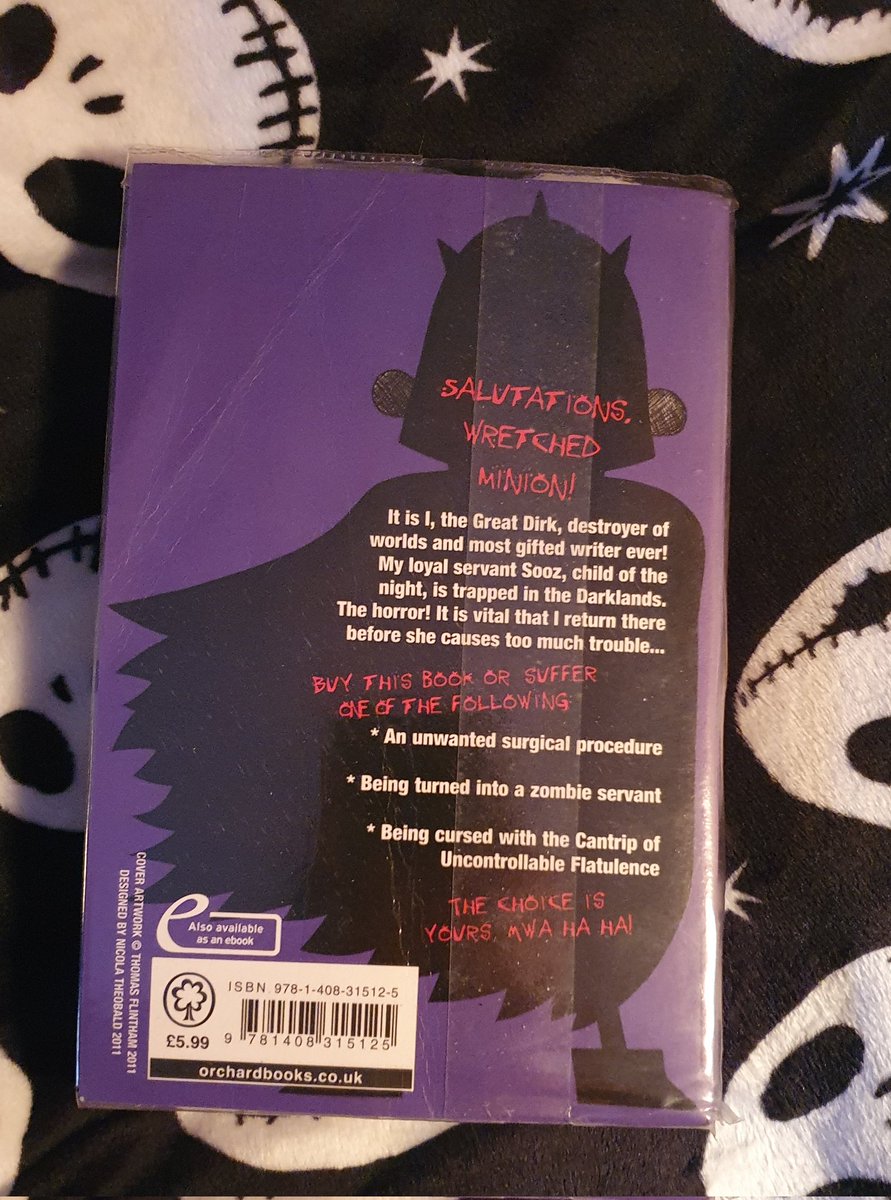 SALUTATIONS,
WRETCHED
MINION!
It is I, the Great Dirk, destroyer of
worlds and most gifted writer ever!
My loyal servant Sooz, child of the
night, is trapped in the Darklands.
The horror! It is vital that I return there
before she causes too much trouble...
BUY THIS BOOK OR SUFFER
ONE OF THE FOLLOWING
* An unwanted surgical procedure
* Being turned into a zombie servant
* Being cursed with the Cantrip of
Uncontrollable Flatulence
THE CHOICE IS
YOURS, MWA HA HA!
COVER ARTWORK © THOMAS FLINTHAM 2011
DESIGNED BY NICOLA THEOBALD 2011
e
Also available
as an ebook
ISBN 978-1-408-31512-5
£5.99
9 781408 315125
orchardbooks.co.uk